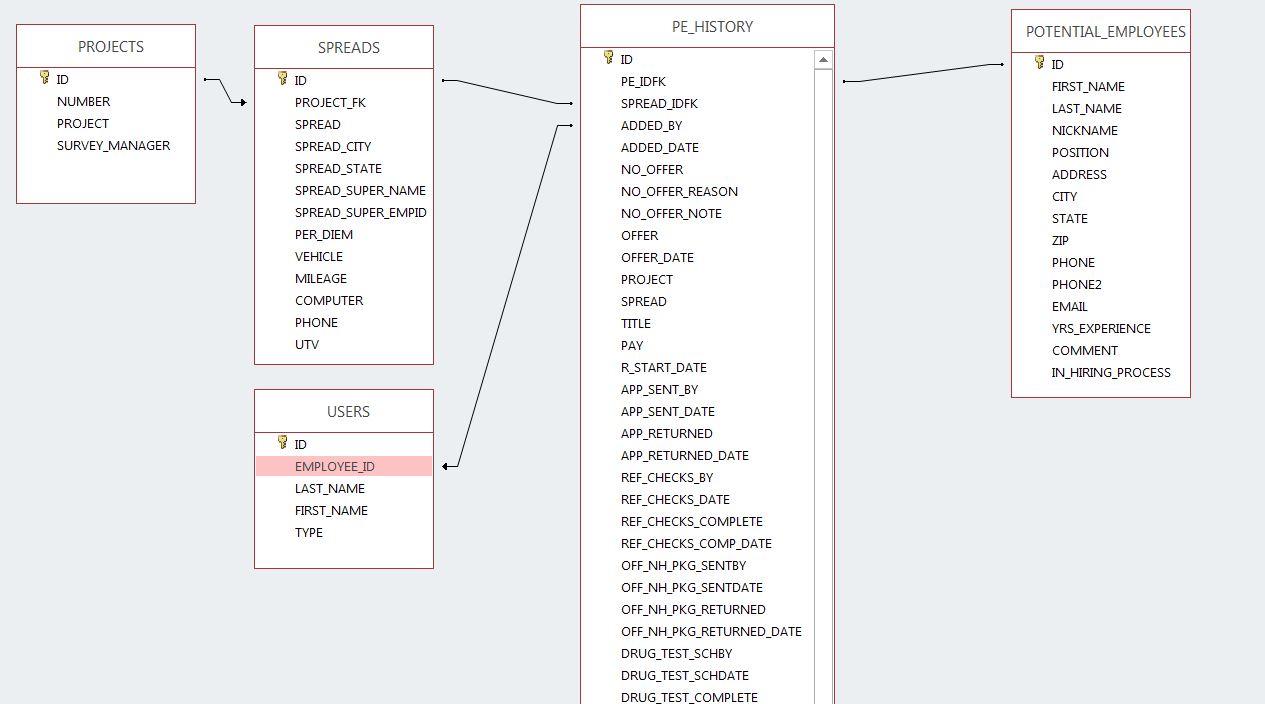 PROJECTS
ID
NUMBER
PROJECT
SURVEY_MANAGER
SPREADS
ID
PROJECT_FK
SPREAD
SPREAD_CITY
SPREAD_STATE
SPREAD_SUPER_NAME
SPREAD_SUPER_EMPID
PER_DIEM
VEHICLE
MILEAGE
COMPUTER
PHONE
UTV
USERS
ID
EMPLOYEE_ID
LAST_NAME
FIRST_NAME
TYPE
PE_HISTORY
ID
PE_IDFK
SPREAD_IDFK
ADDED_BY
ADDED_DATE
NO_OFFER
NO_OFFER_REASON
NO_OFFER_NOTE
OFFER
OFFER_DATE
PROJECT
SPREAD
TITLE
PAY
R_START_DATE
APP_SENT_BY
APP_SENT_DATE
APP_RETURNED
APP_RETURNED_DATE
REF_CHECKS_BY
REF_CHECKS_DATE
REF_CHECKS_COMPLETE
REF_CHECKS_COMP_DATE
OFF_NH_PKG_SENTBY
OFF_NH_PKG_SENTDATE
OFF_NH_PKG_RETURNED
OFF_NH_PKG_RETURNED_DATE
DRUG_TEST_SCHBY
DRUG_TEST_SCHDATE
DRUG_TEST_COMPLETE
POTENTIAL_EMPLOYEES
ID
FIRST_NAME
LAST_NAME
NICKNAME
POSITION
ADDRESS
CITY
STATE
ZIP
PHONE
PHONE2
EMAIL
YRS_EXPERIENCE
COMMENT
IN_HIRING_PROCESS